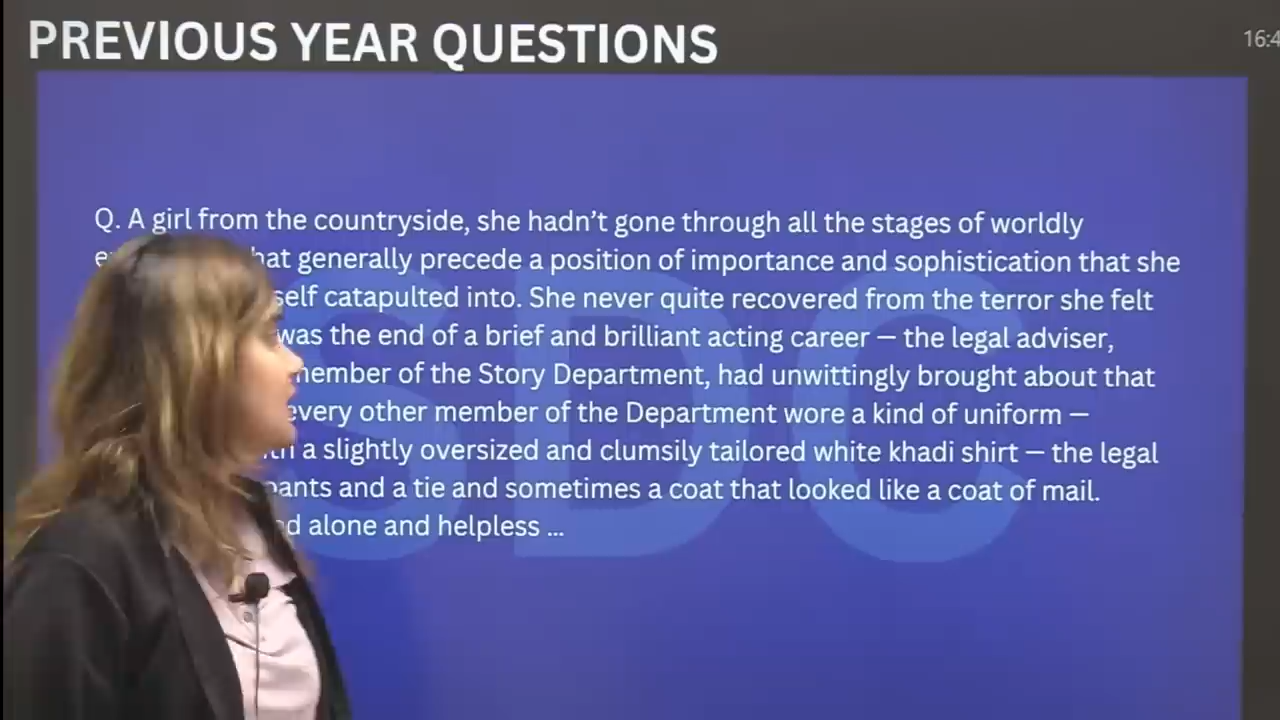 PREVIOUS YEAR QUESTIONS
16:4
Q. A girl from the countryside, she hadn't gone through all the stages of worldly
that generally precede a position of importance and sophistication that she
catapulted into. She never quite recovered from the terror she felt
was the end of a brief and brilliant acting career — the legal adviser,
member of the Story Department, had unwittingly brought about that
every other member of the Department wore a kind of uniform —
a slightly oversized and clumsily tailored white khadi shirt — the legal
pants and a tie and sometimes a coat that looked like a coat of mail.
alone and helpless ...
SDC